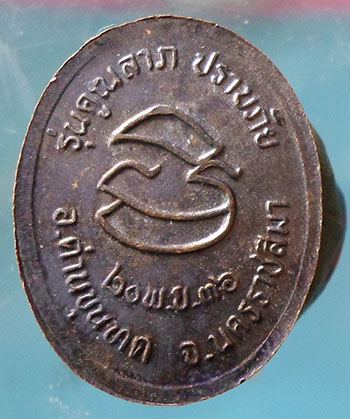 รุ่นคูณลาภ ปราบภัย
๒๐ พ.ย. ๓๖
อ.ด่านขุนทด จ.นครราชสีมา